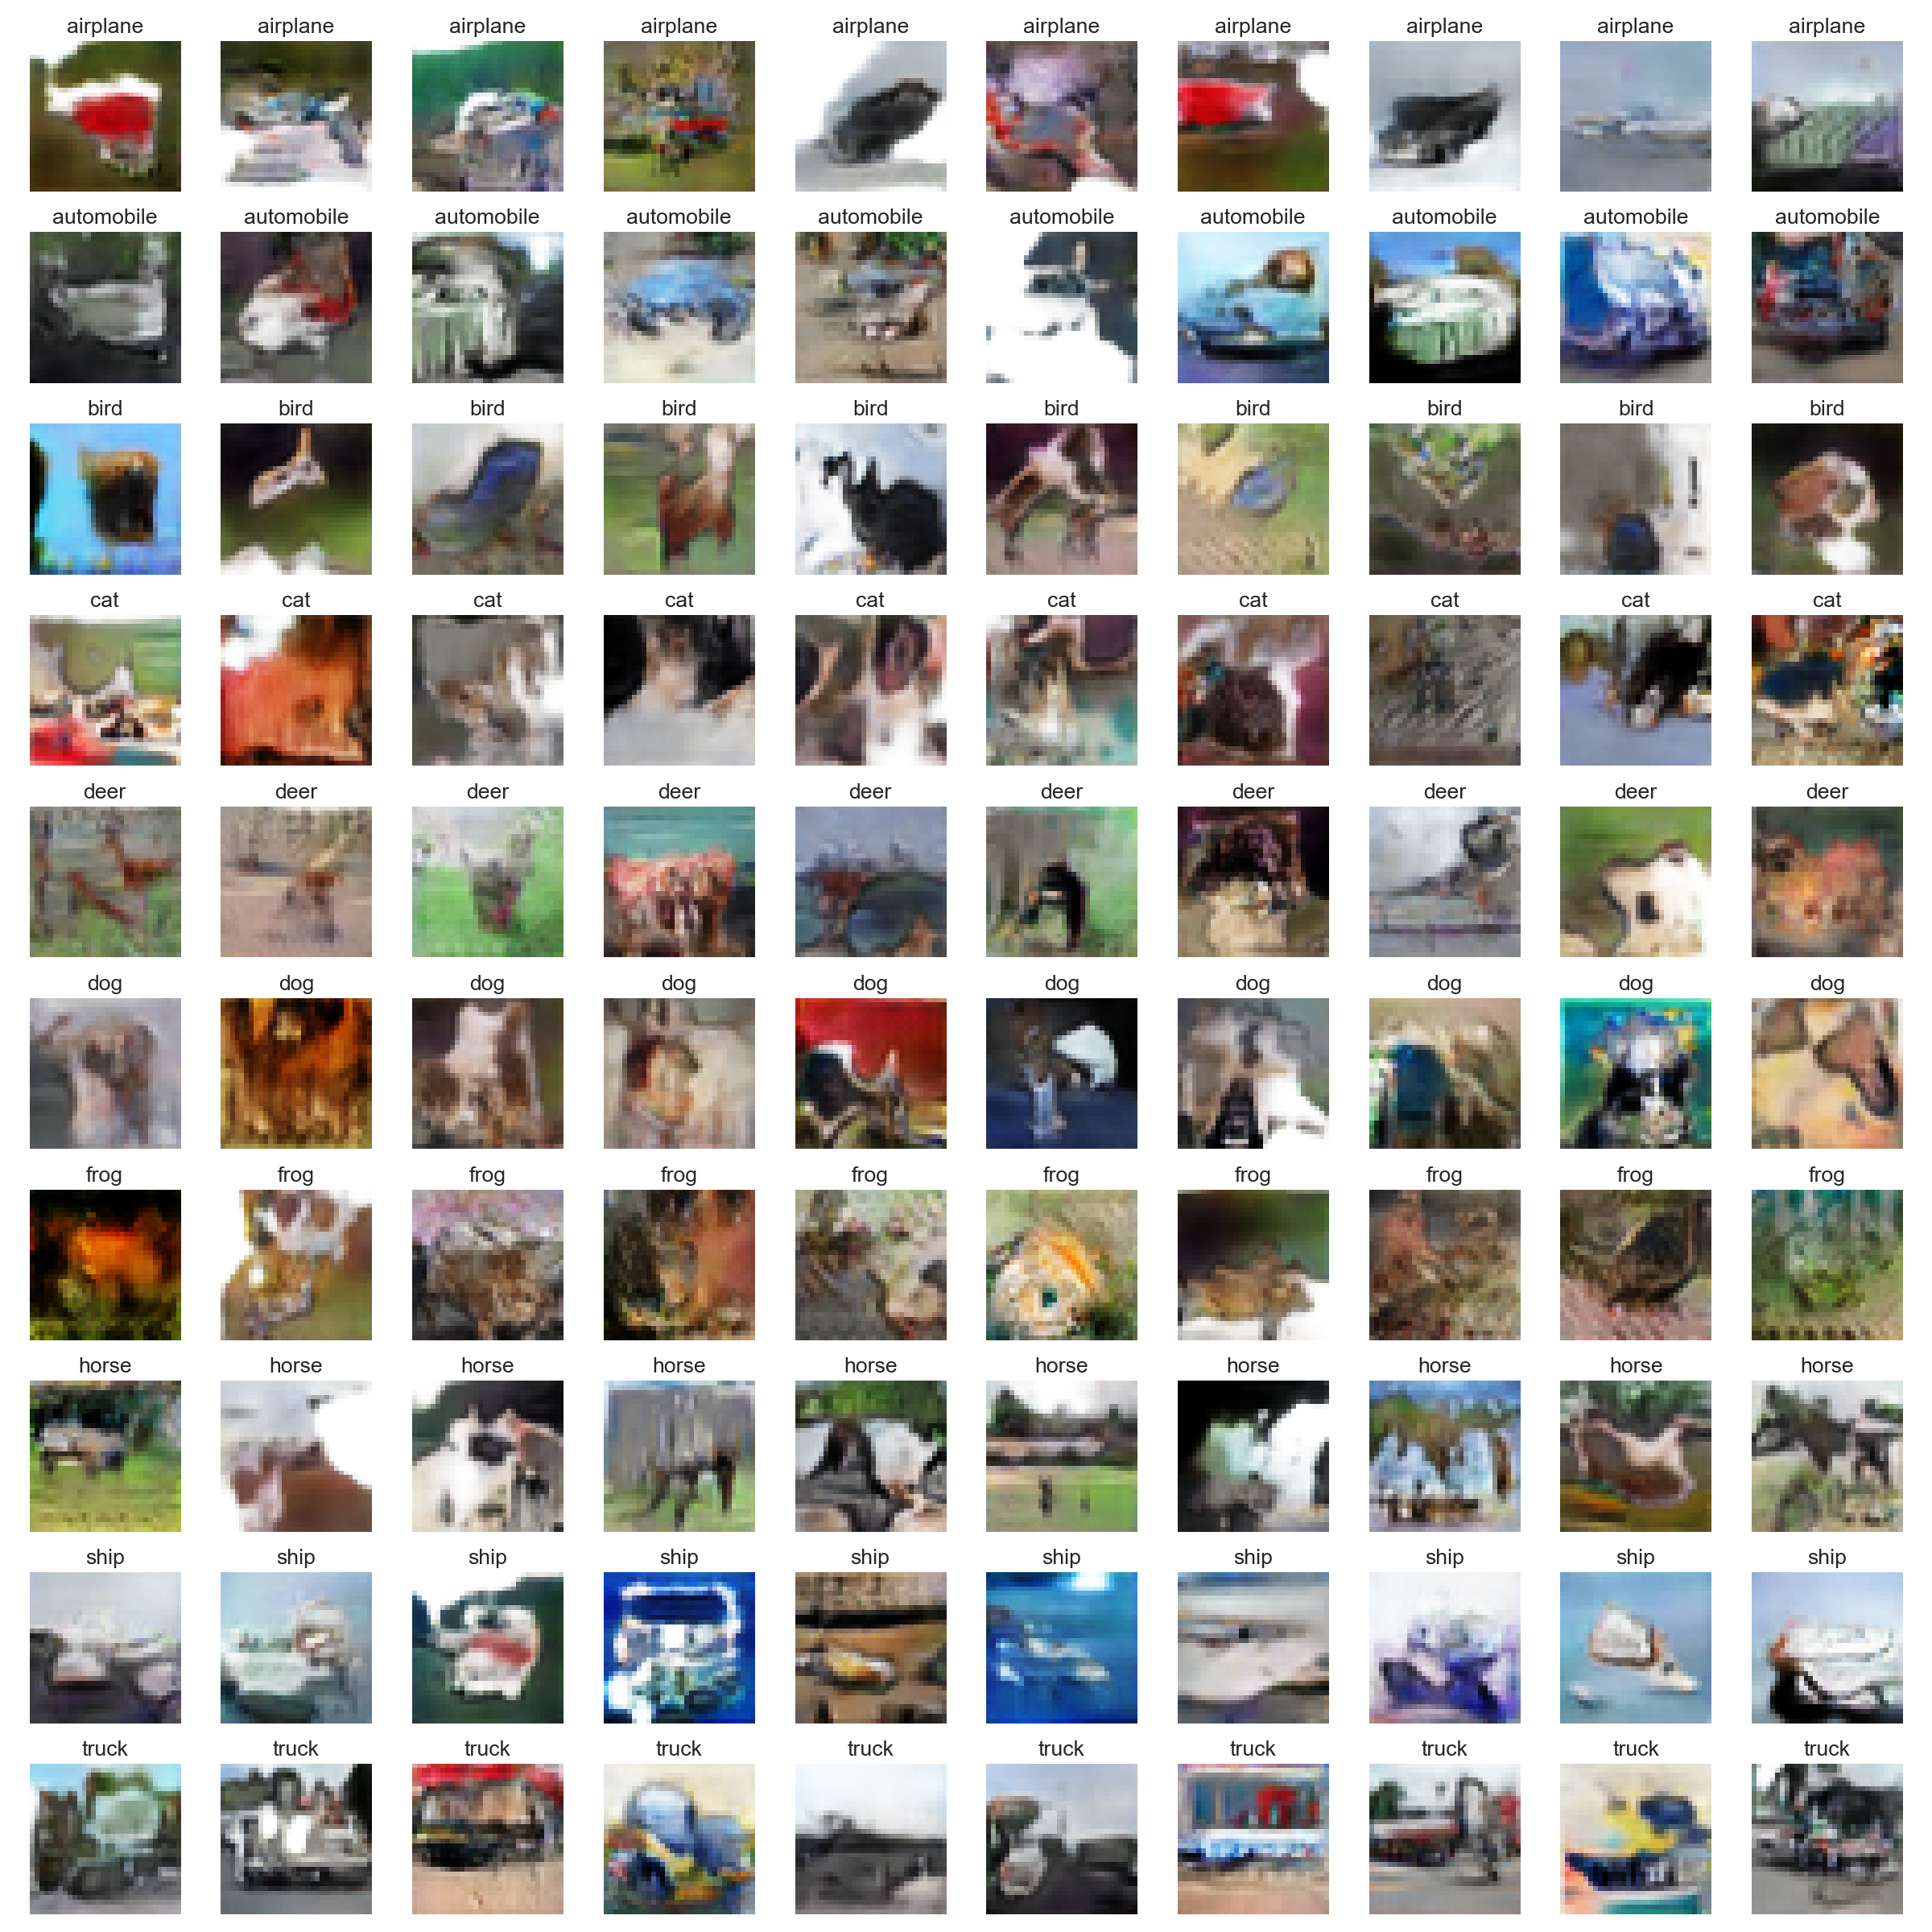 airplane airplane airplane airplane airplane airplane airplane airplane airplane airplane
automobile automobile automobile automobile automobile automobile automobile automobile automobile automobile
bird bird bird bird bird bird bird bird bird bird
cat cat cat cat cat cat cat cat cat cat
deer deer deer deer deer deer deer deer deer deer
dog dog dog dog dog dog dog dog dog dog
frog frog frog frog frog frog frog frog frog frog
horse horse horse horse horse horse horse horse horse horse
ship ship ship ship ship ship ship ship ship ship
truck truck truck truck truck truck truck truck truck truck